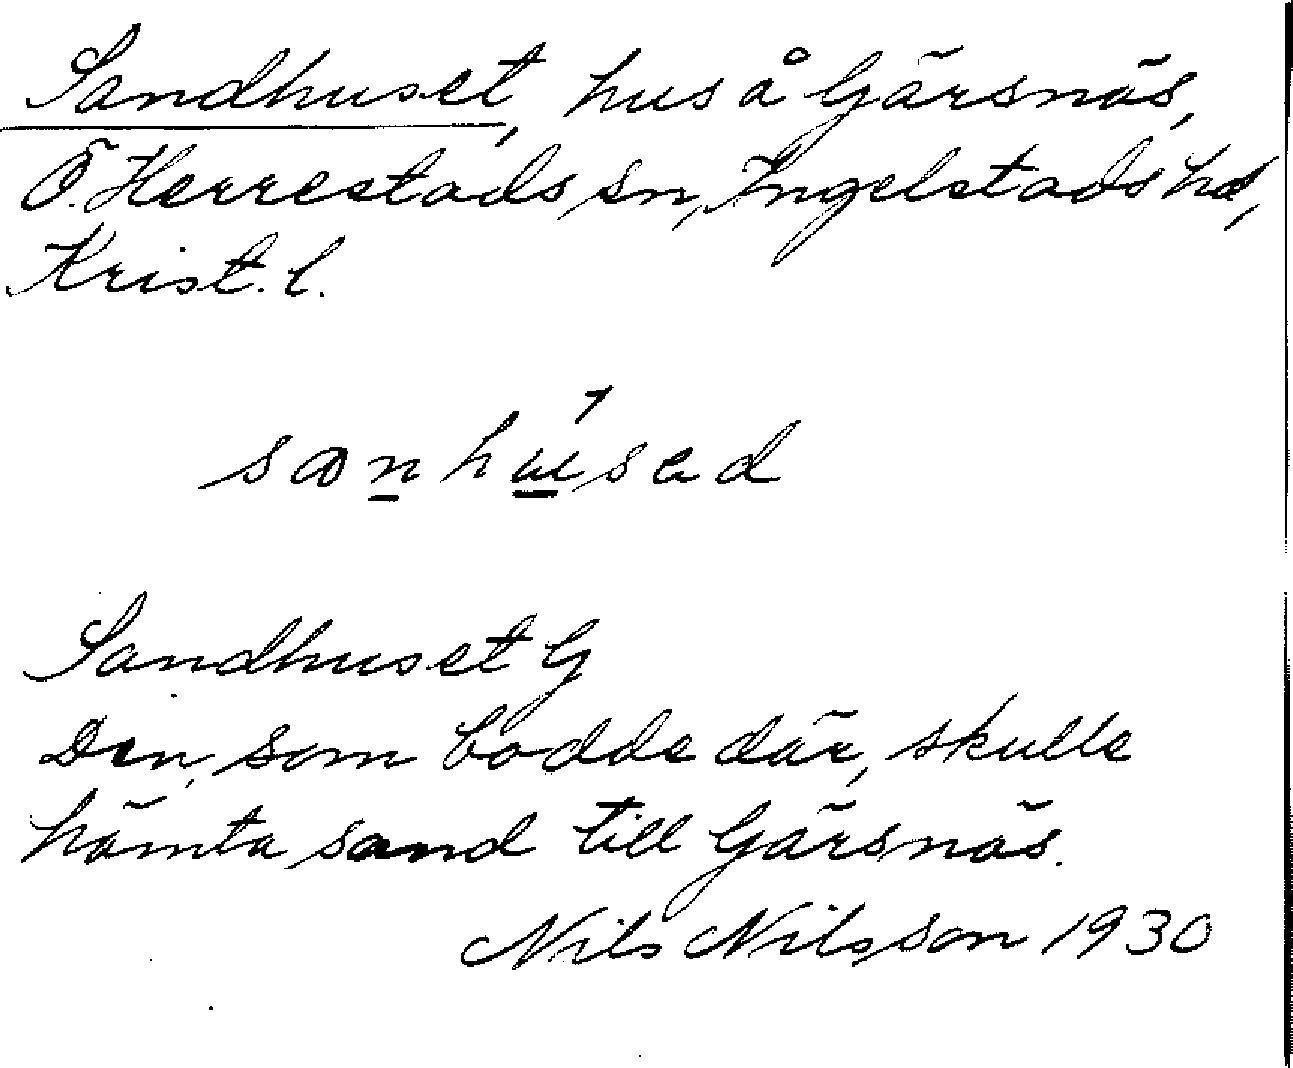 Sandhuset, hus å Gärsnäs,
Ö. Herrestads sn, Ingelstads hd,
Krist. l.
Sandhuset G
Den, som bodde där, skulle
hämta sand till Gärsnäs.
Nils Nilsson 1930